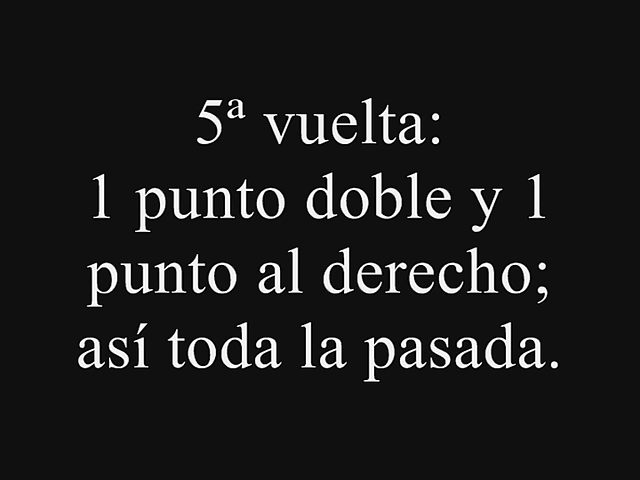 5ª vuelta:
1 punto doble y 1
punto al derecho;
así toda la pasada.